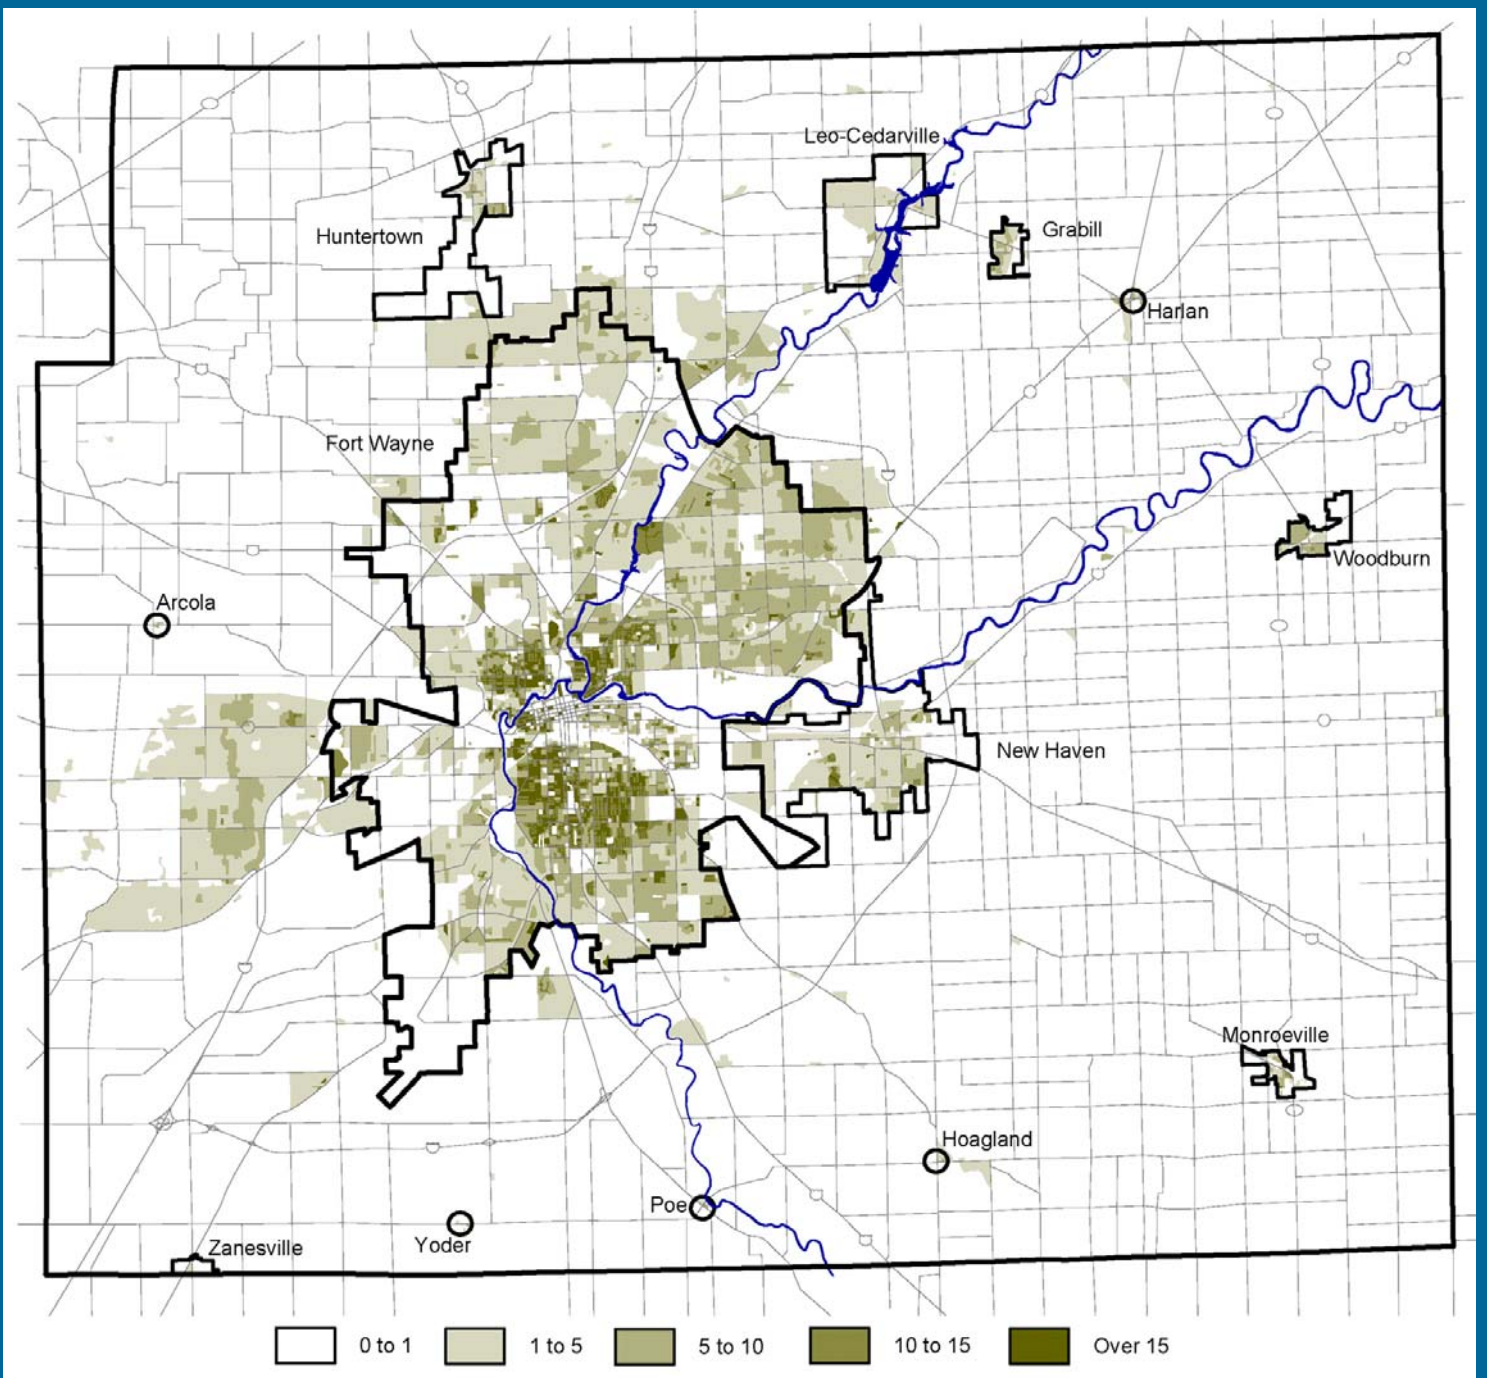 Leo-Cedarville
Huntertown
Grabill
Harlan
Fort Wayne
Woodburn
Arcola
New Haven
Monroeville
Hoagland
Poe
Yoder
Zanesville
0 to 1
1 to 5
5 to 10
10 to 15
Over 15